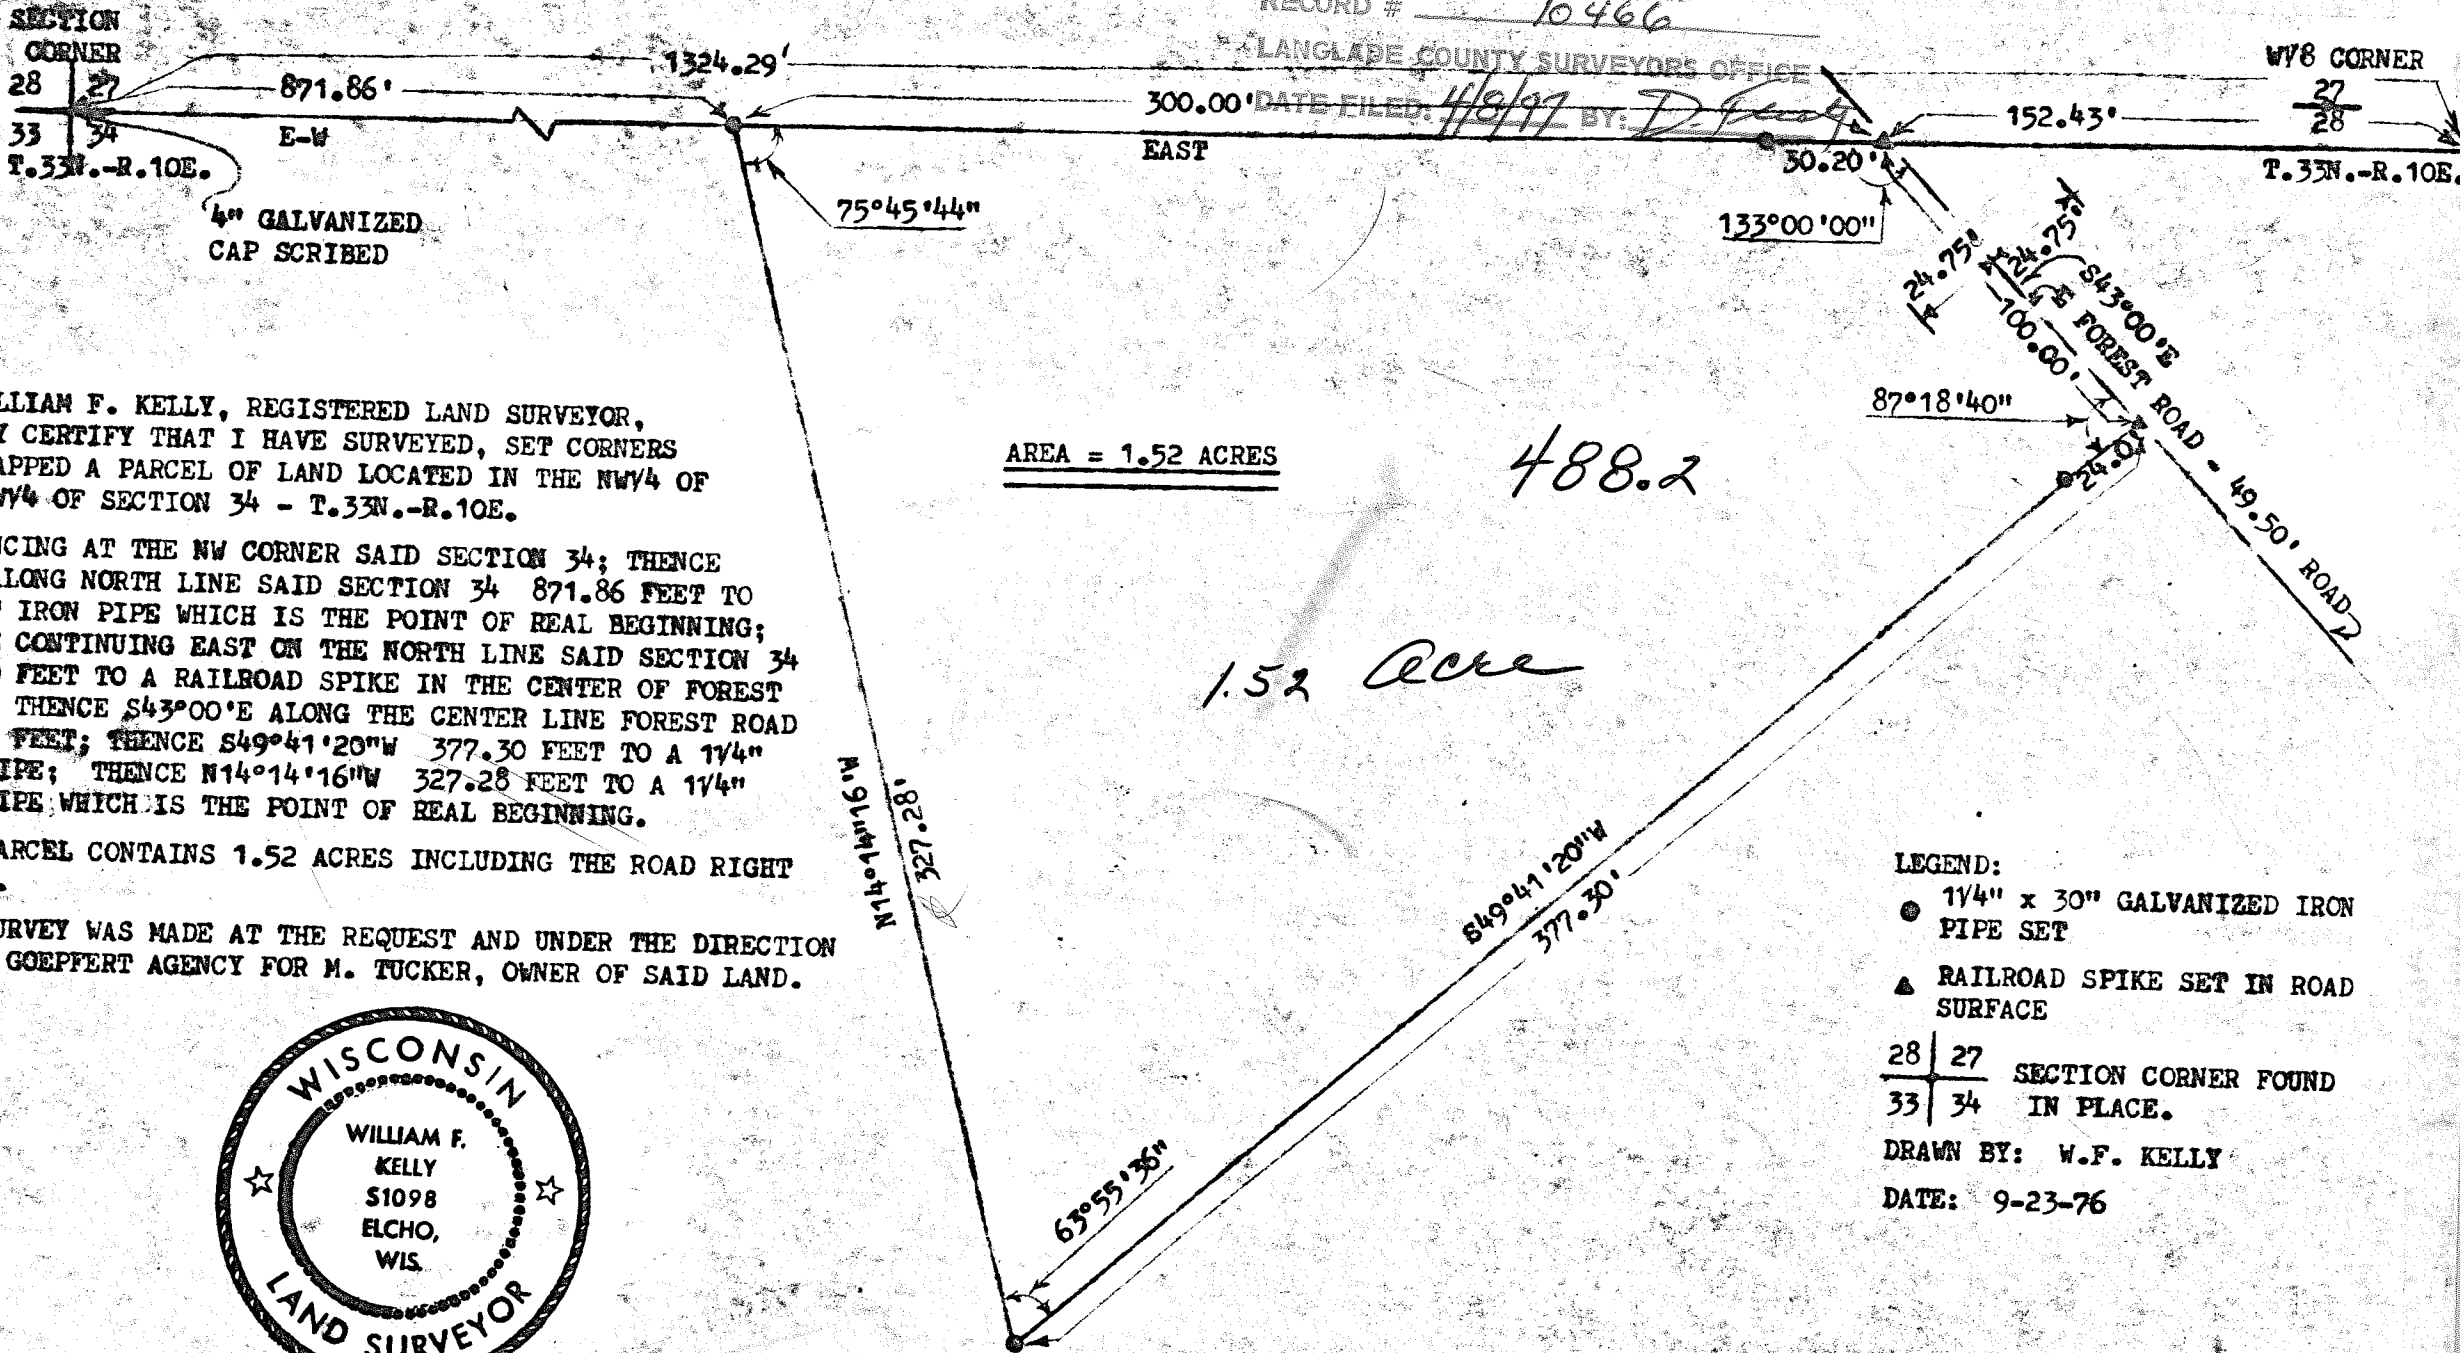 SECTION
CORNER
28 27
33 34
T.33N.-R.10E.
871.86'
E-W
1324.29'
RECORD # 10466
LANGLADE COUNTY SURVEYORS OFFICE
DATE FILED: 4/8/97 BY:
300.00'
EAST
30.20'
152.43'
W1/8 CORNER
27
28
T.33N.-R.10E.
4" GALVANIZED
CAP SCRIBED
75°45'44"
133°00'00"
24.75'
24.75'
S43°00'E
100.00'
FOREST ROAD - 49.50' ROAD
87°18'40"
LLIAM F. KELLY, REGISTERED LAND SURVEYOR,
Y CERTIFY THAT I HAVE SURVEYED, SET CORNERS
APPED A PARCEL OF LAND LOCATED IN THE NW1/4 OF
W1/4 OF SECTION 34 - T.33N.-R.10E.
NCING AT THE NW CORNER SAID SECTION 34; THENCE
ALONG NORTH LINE SAID SECTION 34 871.86 FEET TO
IRON PIPE WHICH IS THE POINT OF REAL BEGINNING;
CONTINUING EAST ON THE NORTH LINE SAID SECTION 34
FEET TO A RAILROAD SPIKE IN THE CENTER OF FOREST
THENCE S43°00'E ALONG THE CENTER LINE FOREST ROAD
FEET; THENCE S49°41'20"W 377.30 FEET TO A 11/4"
IPE; THENCE N14°14'16"W 327.28 FEET TO A 11/4"
IPE WHICH IS THE POINT OF REAL BEGINNING.
ARCEL CONTAINS 1.52 ACRES INCLUDING THE ROAD RIGHT
URVEY WAS MADE AT THE REQUEST AND UNDER THE DIRECTION
GOEPFERT AGENCY FOR M. TUCKER, OWNER OF SAID LAND.
AREA = 1.52 ACRES
488.2
1.52 acre
N14°14"16'W
327.28'
S49°41'20"W
377.30'
63°55'36"
LEGEND:
11/4" x 30" GALVANIZED IRON
PIPE SET
RAILROAD SPIKE SET IN ROAD
SURFACE
28 27
33 34
SECTION CORNER FOUND
IN PLACE.
DRAWN BY: W.F. KELLY
DATE: 9-23-76
WISCONSIN
WILLIAM F.
KELLY
S1098
ELCHO,
WIS.
LAND SURVEYOR